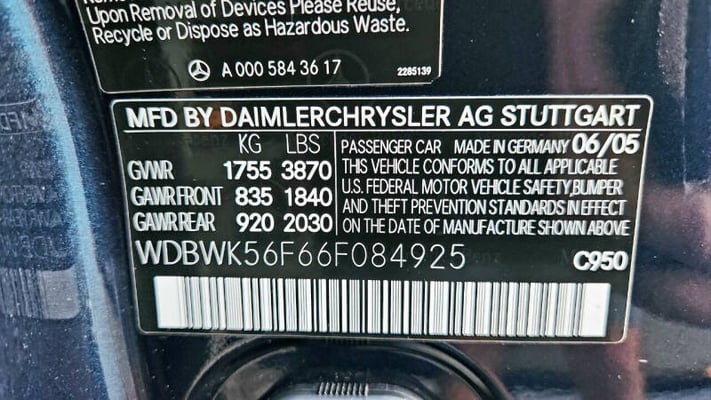 Upon Removal of Devices Please Reuse,
Recycle or Dispose as Hazardous Waste.
A 000 584 36 17
2285139
MFD BY DAIMLERCHRYSLER AG STUTTGART
KG LBS
GVWR 1755 3870
GAWR FRONT 835 1840
GAWR REAR 920 2030
PASSENGER CAR MADE IN GERMANY 06/05
THIS VEHICLE CONFORMS TO ALL APPLICABLE
U.S. FEDERAL MOTOR VEHICLE SAFETY,BUMPER
AND THEFT PREVENTION STANDARDS IN EFFECT
ON THE DATE OF MANUFACTURE SHOWN ABOVE
WDBWK56F66F084925
C950